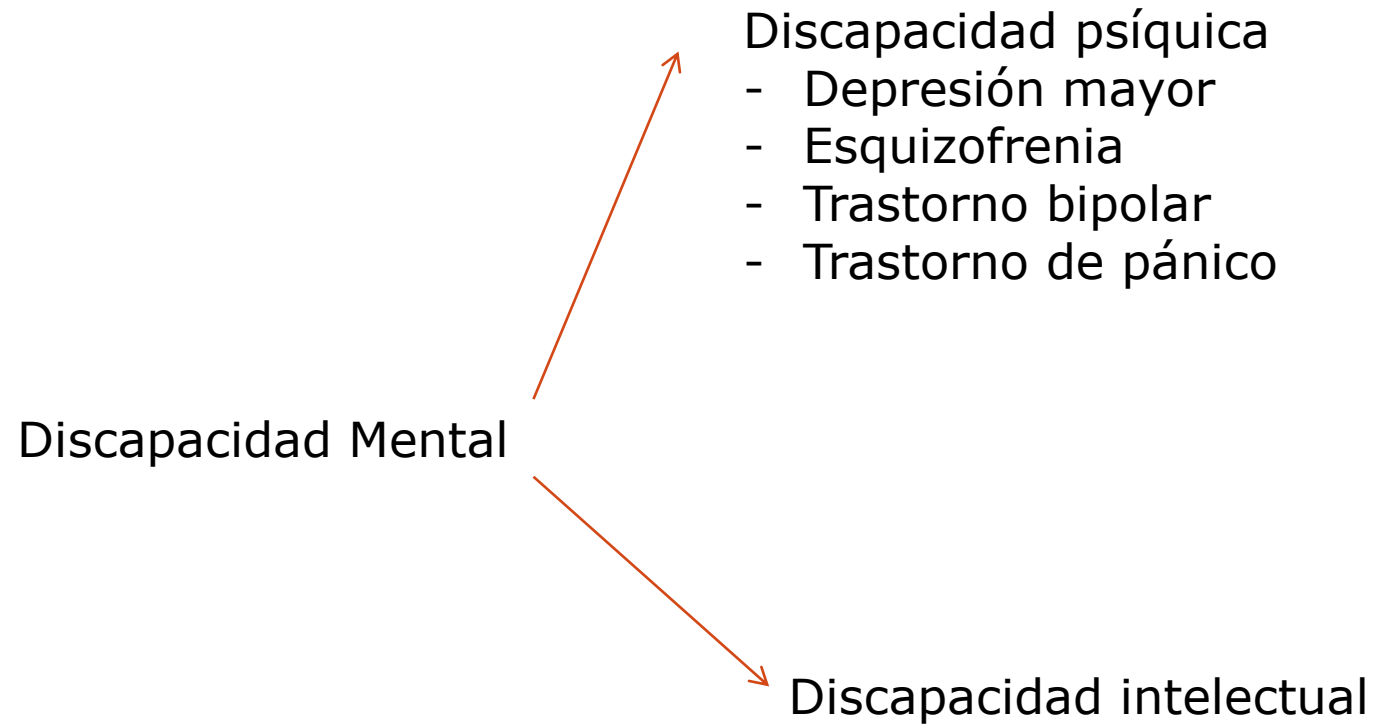 Discapacidad psíquica
- Depresión mayor
- Esquizofrenia
- Trastorno bipolar
- Trastorno de pánico
Discapacidad Mental
Discapacidad intelectual